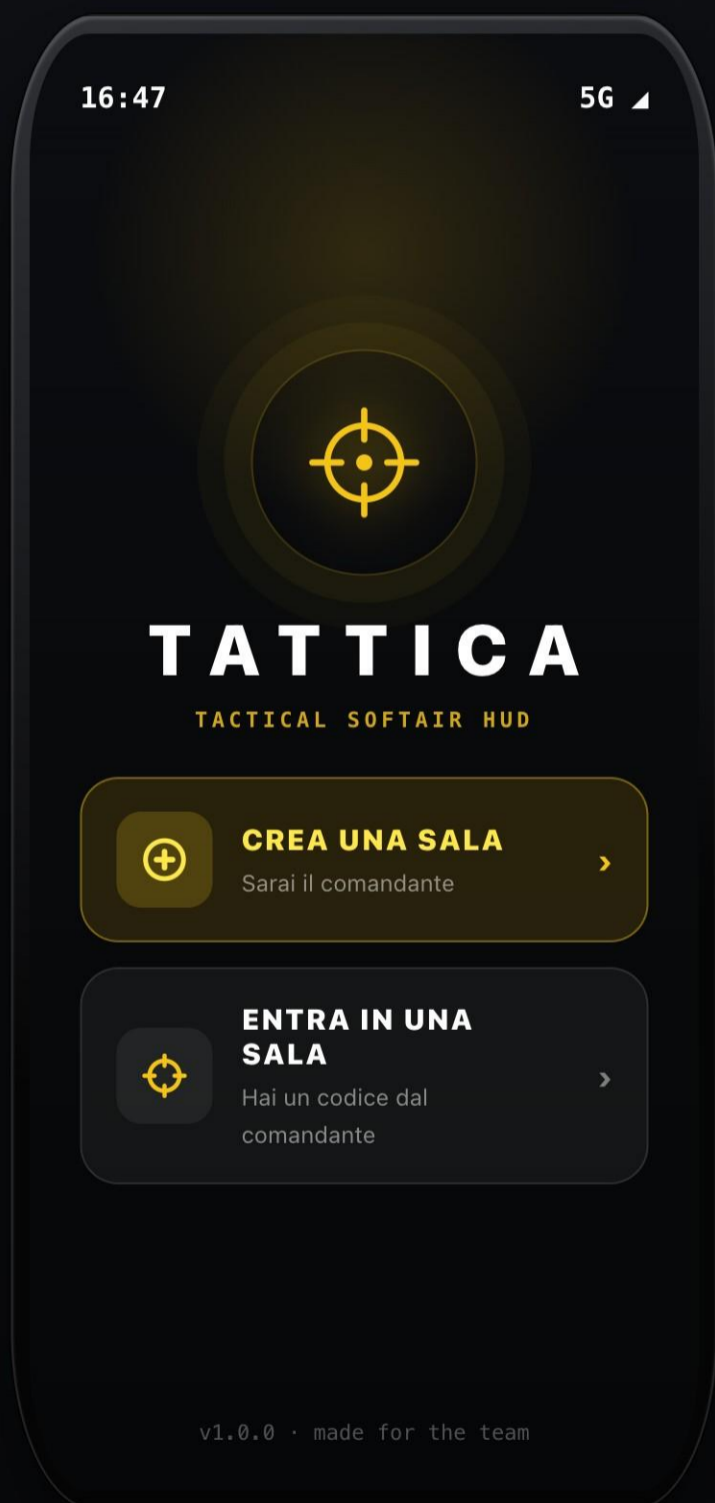 16:47
5G
TATTICA
TACTICAL SOFTAIR HUD
CREA UNA SALA
Sarai il comandante
›
ENTRA IN UNA
SALA
Hai un codice dal
comandante
›
v1.0.0 · made for the team